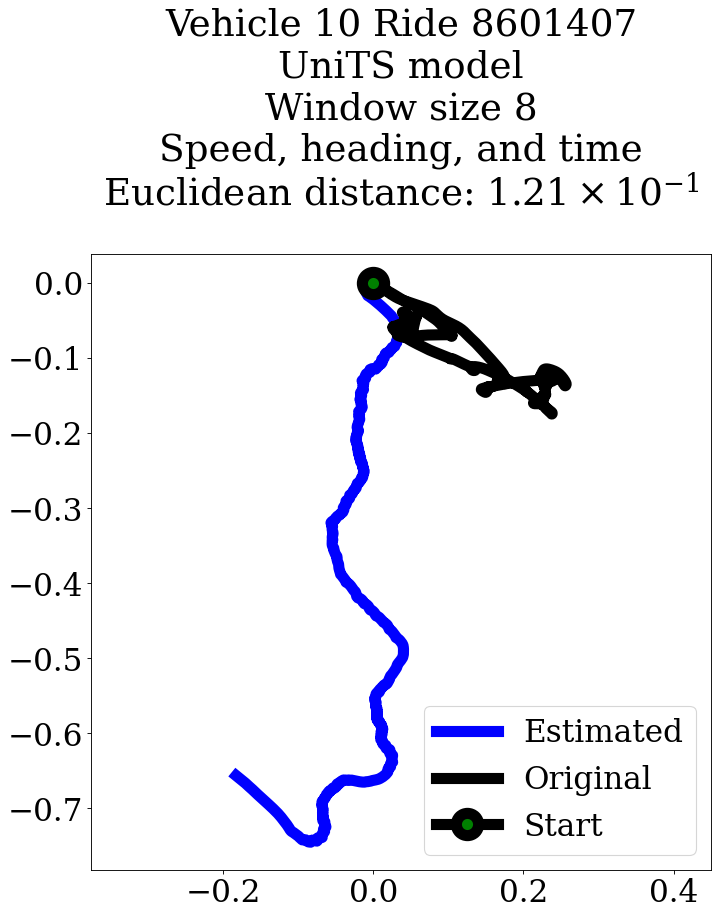 Vehicle 10 Ride 8601407
UniTS model
Window size 8
Speed, heading, and time
Euclidean distance: 1.21 × 10⁻¹
0.0
−0.1
−0.2
−0.3
−0.4
−0.5
−0.6
−0.7
Estimated
Original
Start
−0.2 0.0 0.2 0.4